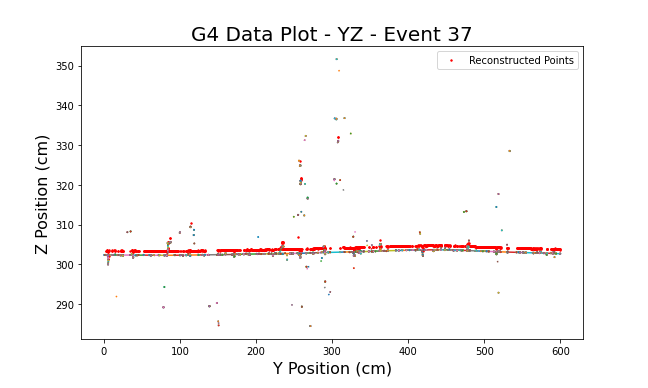 G4 Data Plot - YZ - Event 37
Reconstructed Points
350
340
330
320
310
300
290
Z Position (cm)
0 100 200 300 400 500 600
Y Position (cm)